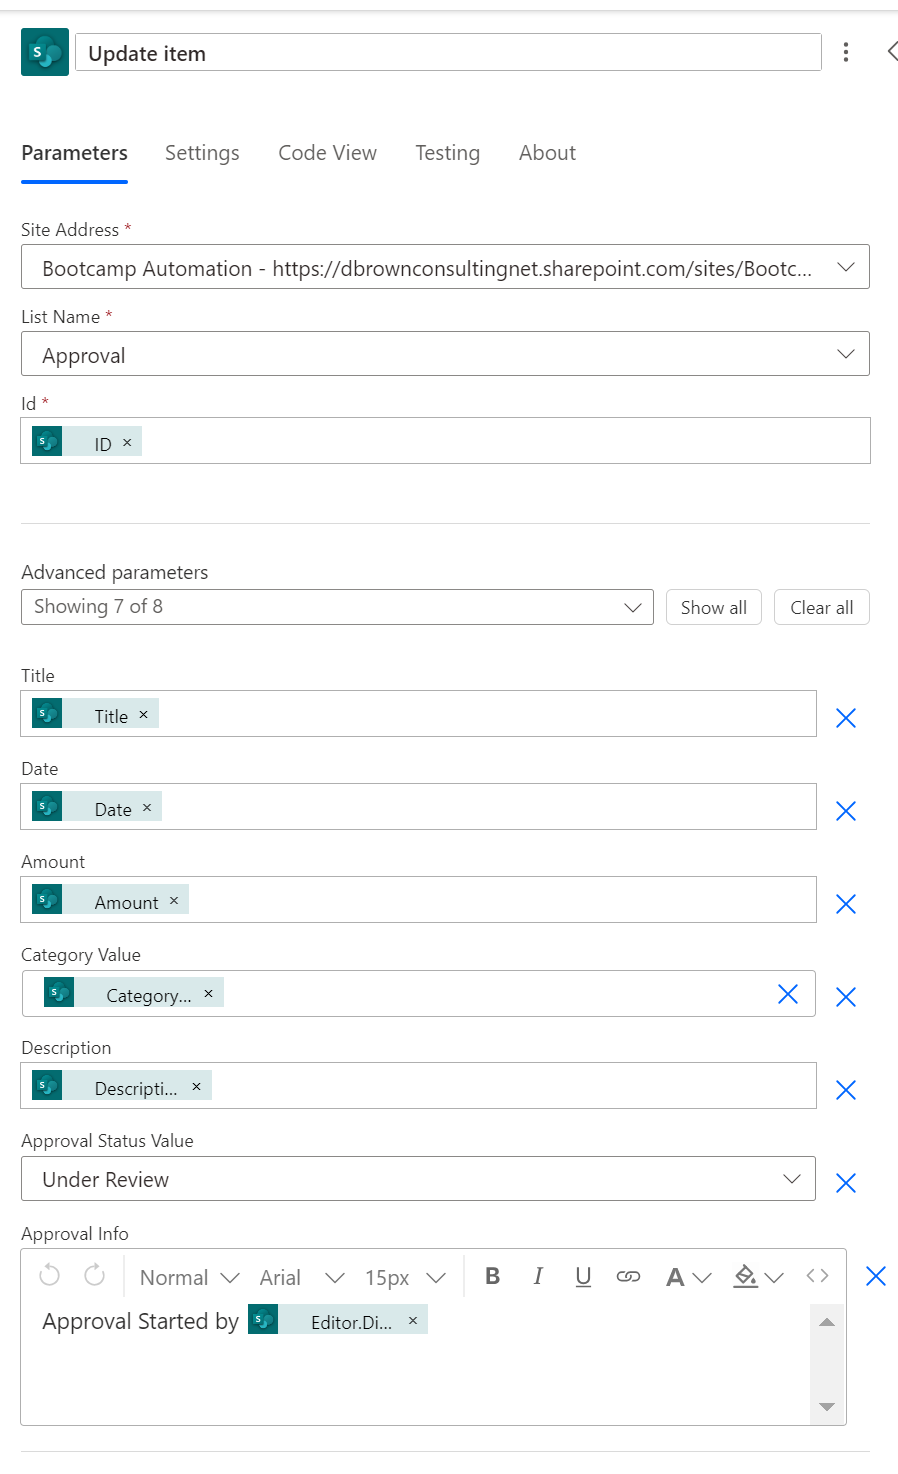 Update item
Parameters Settings Code View Testing About
Site Address *
Bootcamp Automation - https://dbrownconsultingnet.sharepoint.com/sites/Bootc...
List Name *
Approval
Id *
ID ×
Advanced parameters
Showing 7 of 8 Show all Clear all
Title
Title ×
Date
Date ×
Amount
Amount ×
Category Value
Category... ×
Description
Descripti... ×
Approval Status Value
Under Review
Approval Info
Normal Arial 15px B I U A
Approval Started by Editor.Di... ×